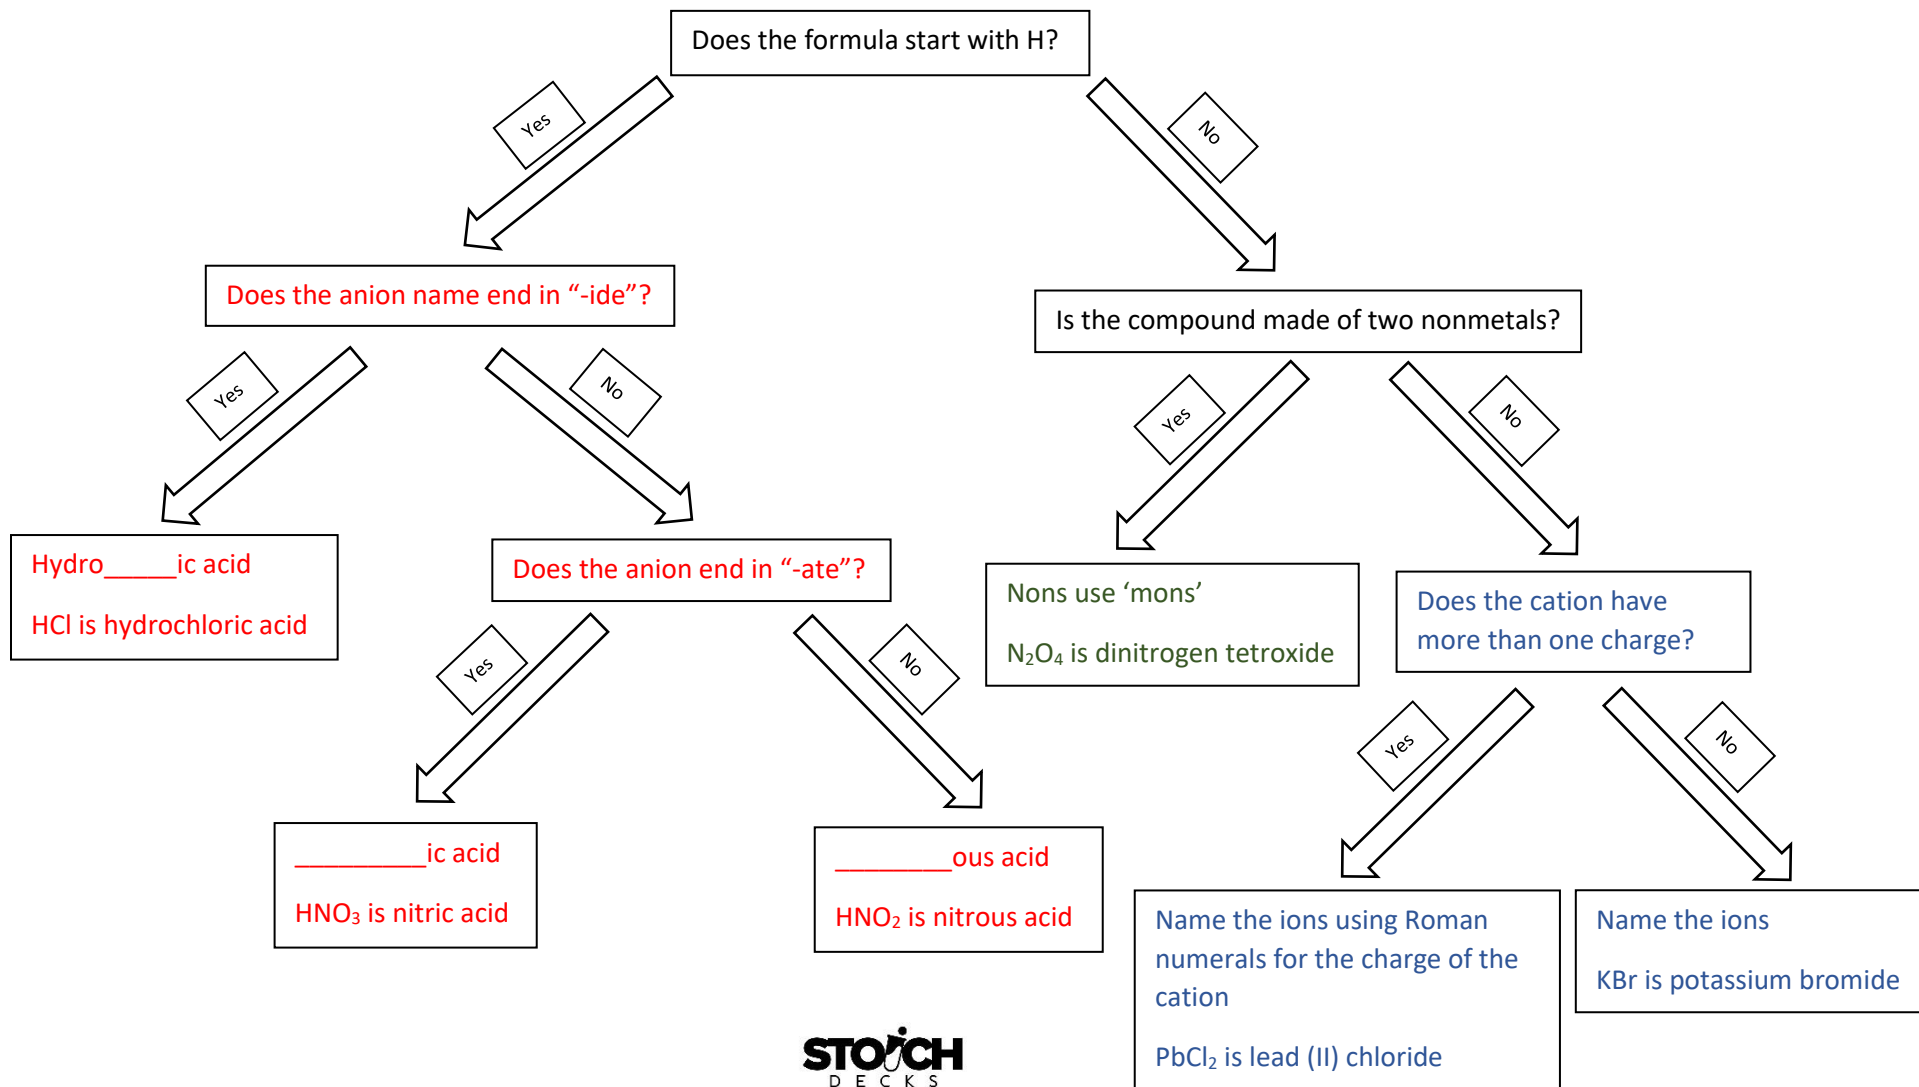 Does the formula start with H?
Yes
No
Does the anion name end in “-ide”?
Is the compound made of two nonmetals?
Yes
No
Yes
No
Hydro_____ic acid
HCl is hydrochloric acid
Does the anion end in “-ate”?
Nons use ‘mons’
N₂O₄ is dinitrogen tetroxide
Does the cation have
more than one charge?
Yes
No
Yes
No
_________ic acid
HNO₃ is nitric acid
________ous acid
HNO₂ is nitrous acid
Name the ions using Roman
numerals for the charge of the
cation
PbCl₂ is lead (II) chloride
Name the ions
KBr is potassium bromide
STOICH
DECKS